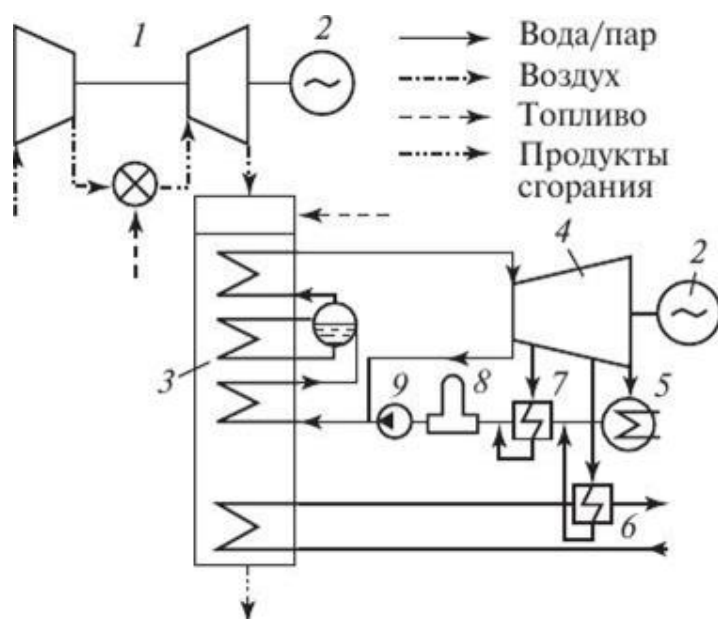 1
2
Вода/пар
Воздух
Топливо
Продукты
сгорания
4
2
3
9
8
7
5
6